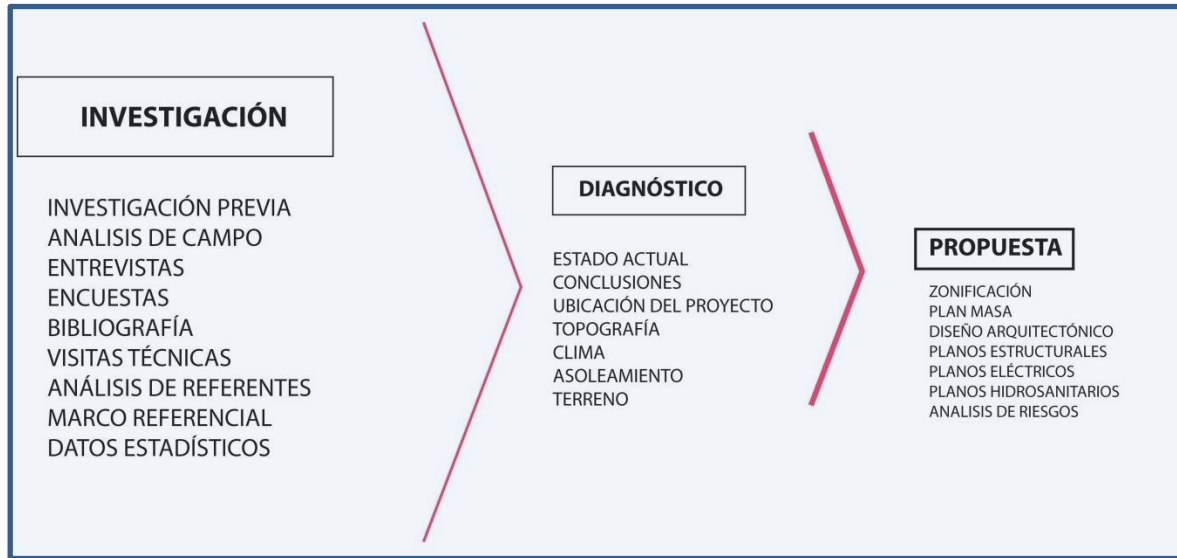 INVESTIGACIÓN
INVESTIGACIÓN PREVIA
ANALISIS DE CAMPO
ENTREVISTAS
ENCUESTAS
BIBLIOGRAFÍA
VISITAS TÉCNICAS
ANÁLISIS DE REFERENTES
MARCO REFERENCIAL
DATOS ESTADÍSTICOS
DIAGNÓSTICO
ESTADO ACTUAL
CONCLUSIONES
UBICACIÓN DEL PROYECTO
TOPOGRAFÍA
CLIMA
ASOLEAMIENTO
TERRENO
PROPUESTA
ZONIFICACIÓN
PLAN MASA
DISEÑO ARQUITECTÓNICO
PLANOS ESTRUCTURALES
PLANOS ELÉCTRICOS
PLANOS HIDROSANITARIOS
ANALISIS DE RIESGOS